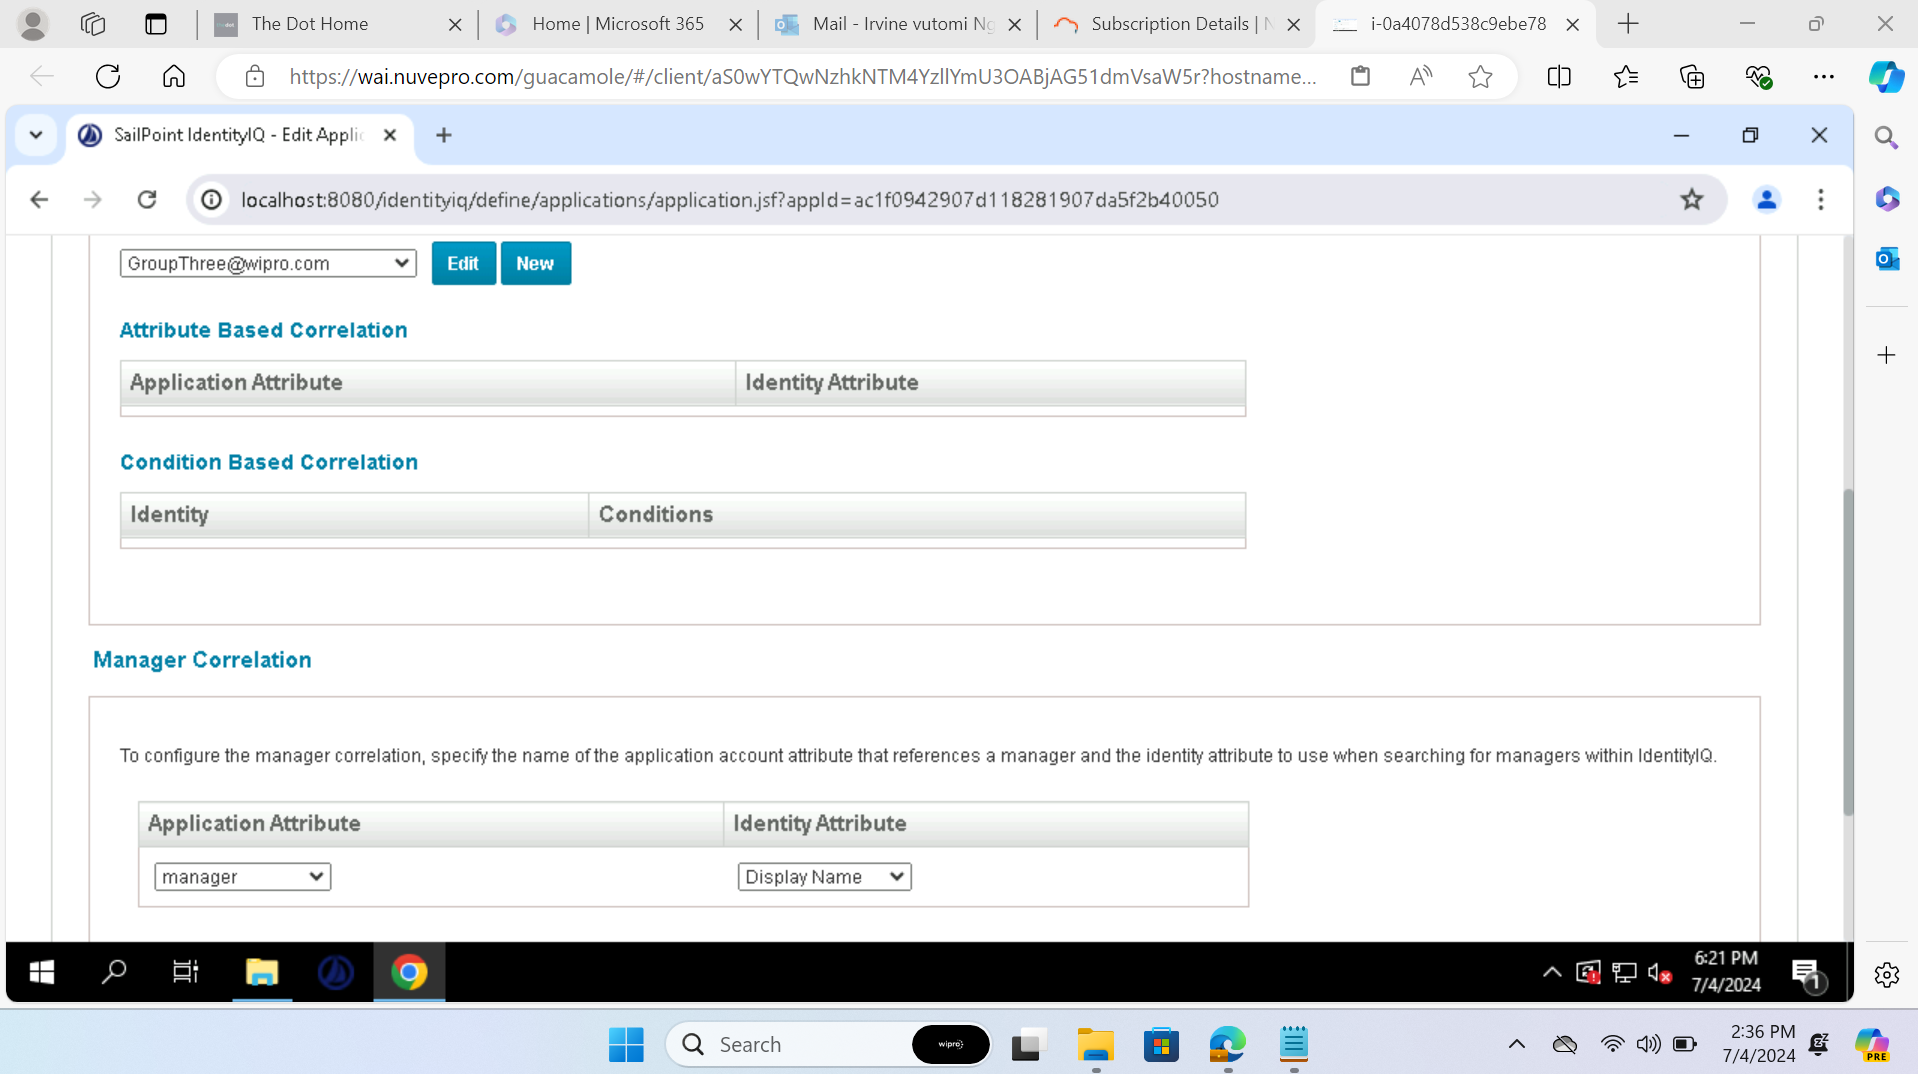 The Dot Home
Home | Microsoft 365
Mail - Irvine vutomi Ng
Subscription Details | N
i-0a4078d538c9ebe78
https://wai.nuvepro.com/guacamole/#/client/aS0wYTQwNzhkNTM4YzllYmU3OABjAG51dmVsaW5r?hostname...
SailPoint IdentityIQ - Edit Applic
localhost:8080/identityiq/define/applications/application.jsf?appId=ac1f0942907d118281907da5f2b40050
GroupThree@wipro.com
Edit
New
Attribute Based Correlation
Application Attribute
Identity Attribute
Condition Based Correlation
Identity
Conditions
Manager Correlation
To configure the manager correlation, specify the name of the application account attribute that references a manager and the identity attribute to use when searching for managers within IdentityIQ.
Application Attribute
Identity Attribute
manager
Display Name
6:21 PM
7/4/2024
1
Search
wipro
2:36 PM
7/4/2024
PRE